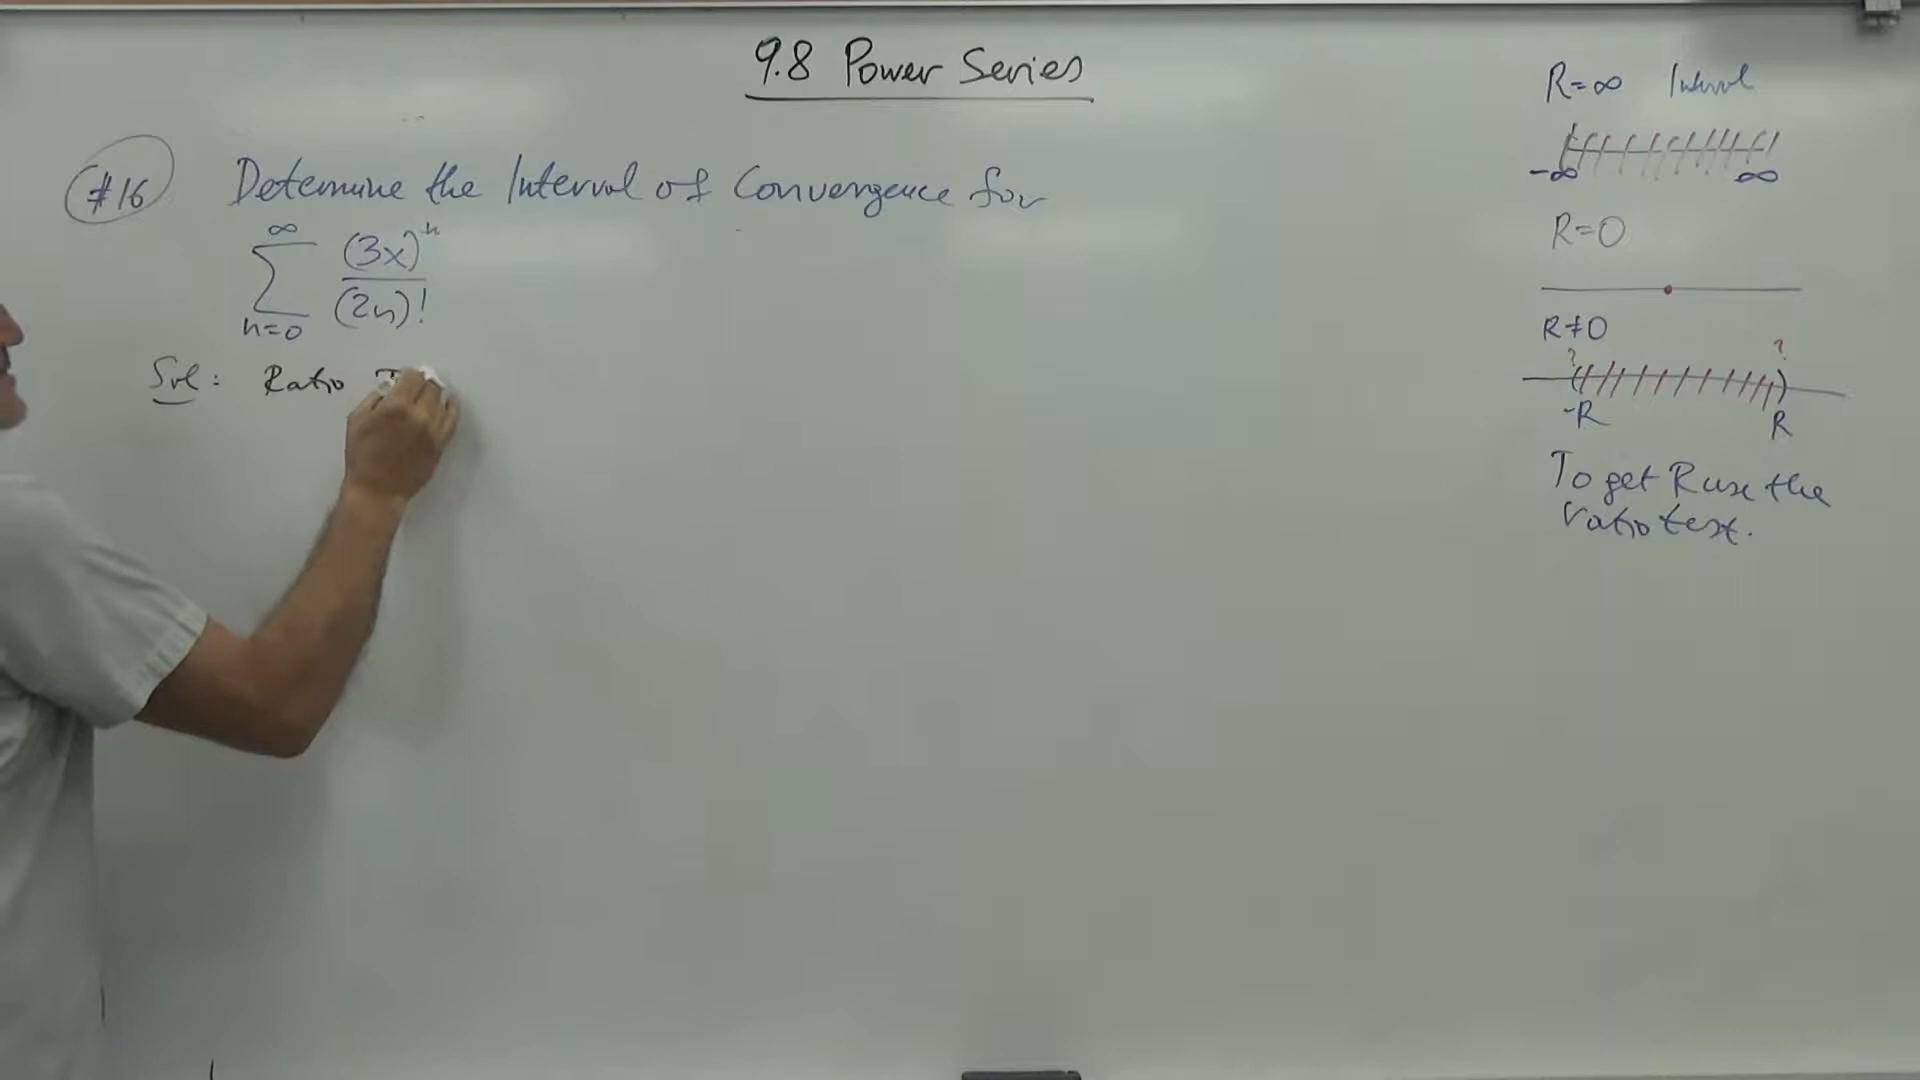 9.8 Power Series
#16 Determine the Interval of Convergence for
∞
∑ (3x)^n / (2n)!
n=0
Sol: Ratio T
R=∞ Interval
-∞ ∞
R=0
R≠0
? ?
-R R
To get R use the
ratio test.